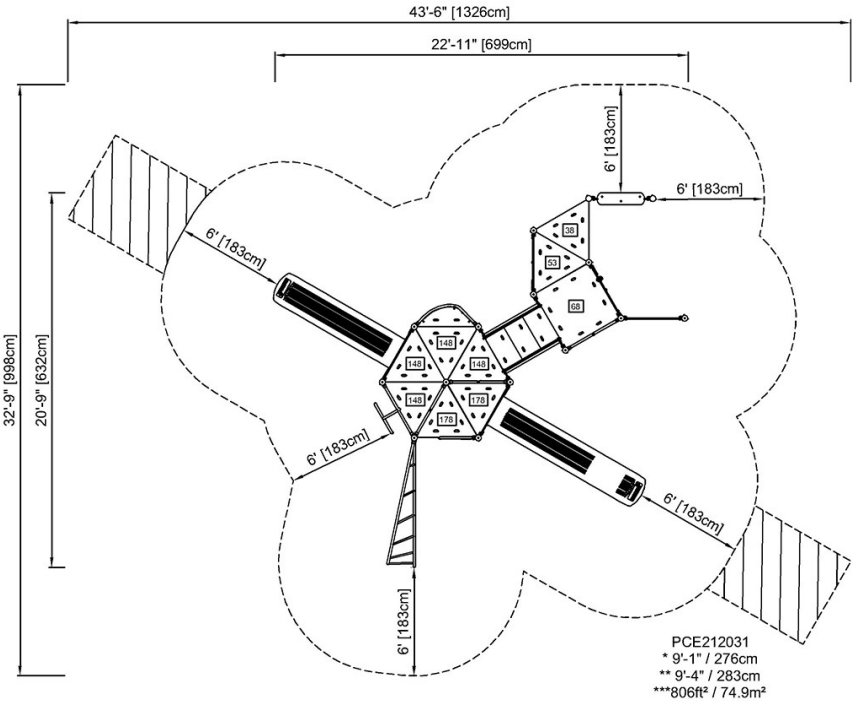 43'-6" [1326cm]
22'-11" [699cm]
6' [183cm]
6' [183cm]
6' [183cm]
32'-9" [998cm]
20'-9" [632cm]
38
53
68
148
148
148
148
178
178
6' [183cm]
6' [183cm]
6' [183cm]
PCE212031
* 9'-1" / 276cm
** 9'-4" / 283cm
***806ft² / 74.9m²